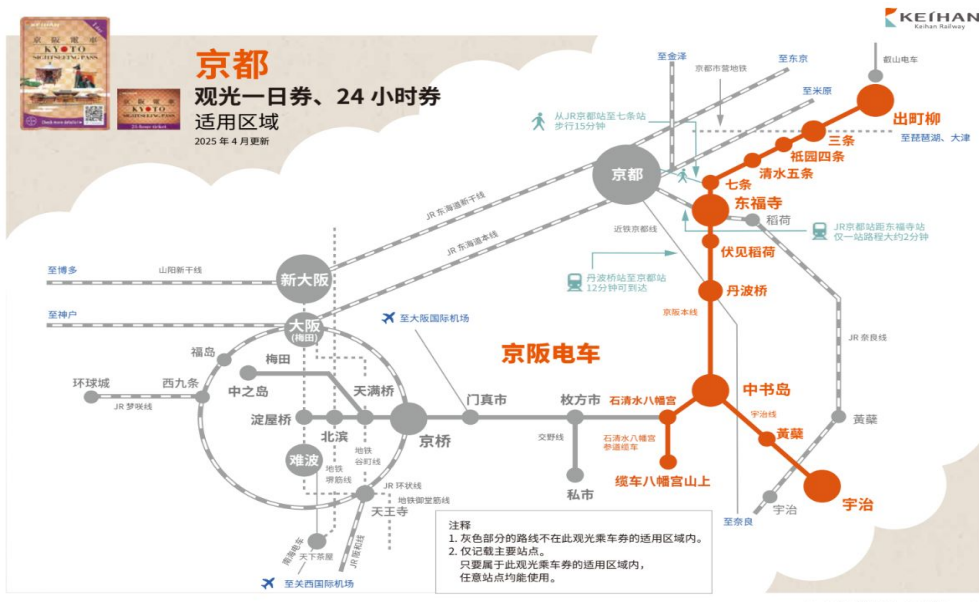 KEIHAN
Keihan Railway
京阪電車
KYOTO
SIGHTSEEING PASS
KYOTO
京都
观光一日券、24 小时券
适用区域
2025 年 4 月更新
至金泽
京都市营地铁
至东京
叡山电车
至米原
出町柳
从JR京都站至七条站
步行15分钟
三条
至琵琶湖、大津
祇园四条
清水五条
京都
七条
东福寺
稻荷
JR 东海道新干线
JR京都站距东福寺站
仅一站路程大约2分钟
近铁京都线
JR 东海道本线
伏见稻荷
至博多
山阳新干线
新大阪
丹波桥站至京都站
12分钟可到达
丹波桥
京阪本线
至神户
大阪
(梅田)
至大阪国际机场
京阪电车
JR 奈良线
福岛
梅田
环球城
西九条
中之岛
天满桥
中书岛
JR 梦咲线
门真市
枚方市
石清水八幡宫
宇治线
黄檗
淀屋桥
北滨
京桥
交野线
石清水八幡宫
参道缆车
黄檗
难波
地铁
谷町线
地铁
堺筋线
私市
缆车八幡宫山上
JR 环状线
地铁御堂筋线
天王寺
宇治
宇治
至奈良
南海电车
天下茶屋
JR 阪和线
至关西国际机场
注释
1. 灰色部分的路线不在此观光乘车券的适用区域内。
2. 仅记载主要站点。
只要属于此观光乘车券的适用区域内，
任意站点均能使用。